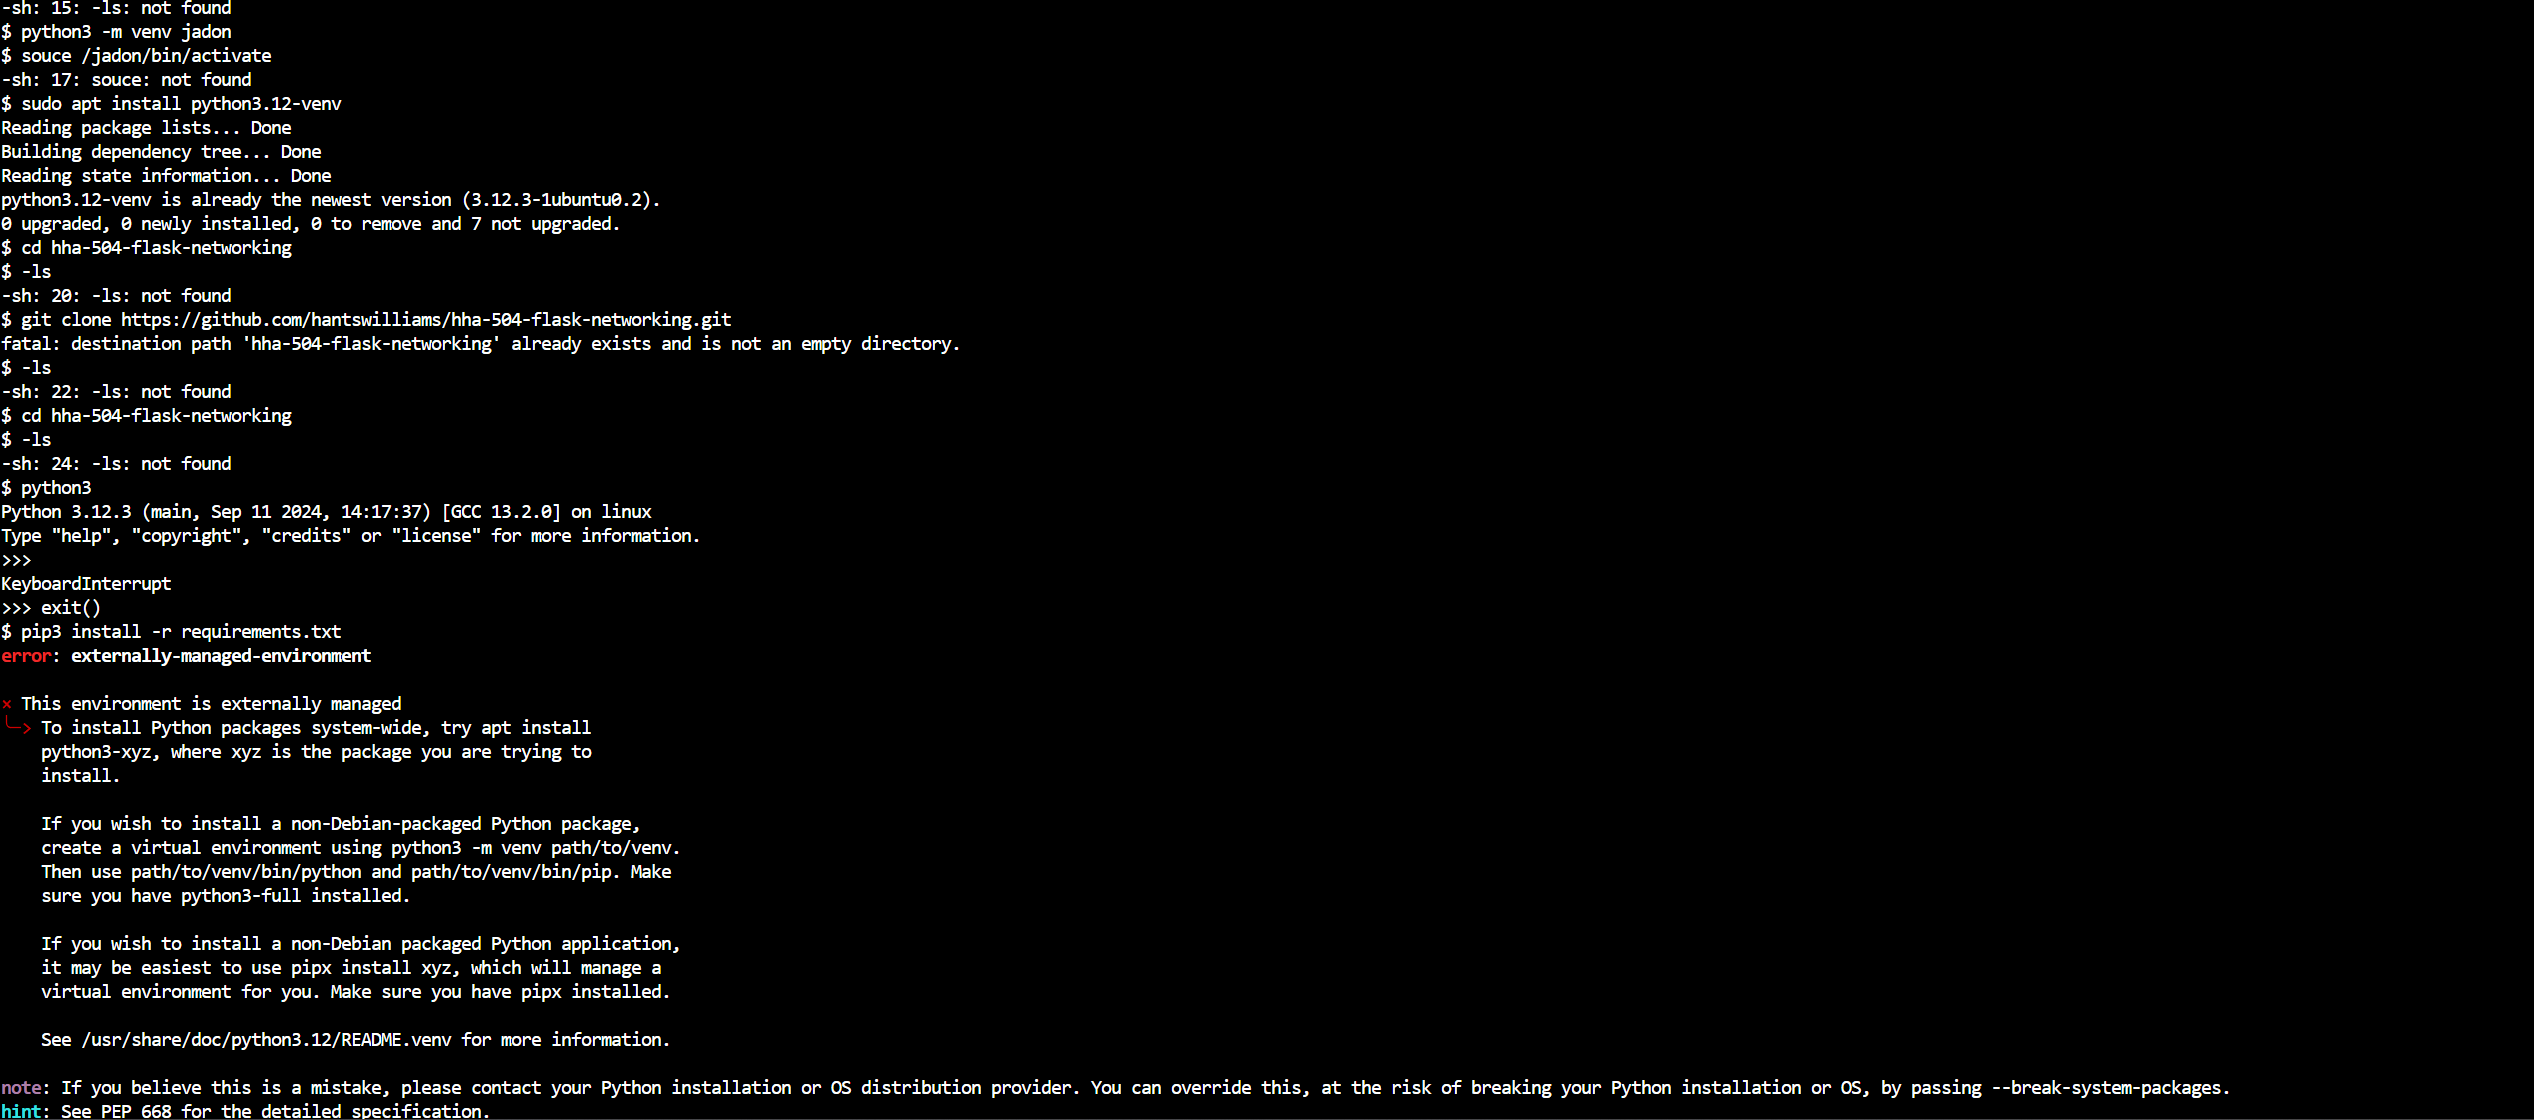 -sh: 15: -ls: not found
$ python3 -m venv jadon
$ souce /jadon/bin/activate
-sh: 17: souce: not found
$ sudo apt install python3.12-venv
Reading package lists... Done
Building dependency tree... Done
Reading state information... Done
python3.12-venv is already the newest version (3.12.3-1ubuntu0.2).
0 upgraded, 0 newly installed, 0 to remove and 7 not upgraded.
$ cd hha-504-flask-networking
$ -ls
-sh: 20: -ls: not found
$ git clone https://github.com/hantswilliams/hha-504-flask-networking.git
fatal: destination path 'hha-504-flask-networking' already exists and is not an empty directory.
$ -ls
-sh: 22: -ls: not found
$ cd hha-504-flask-networking
$ -ls
-sh: 24: -ls: not found
$ python3
Python 3.12.3 (main, Sep 11 2024, 14:17:37) [GCC 13.2.0] on linux
Type "help", "copyright", "credits" or "license" for more information.
>>>
KeyboardInterrupt
>>> exit()
$ pip3 install -r requirements.txt
error: externally-managed-environment

× This environment is externally managed
╰─> To install Python packages system-wide, try apt install
    python3-xyz, where xyz is the package you are trying to
    install.

    If you wish to install a non-Debian-packaged Python package,
    create a virtual environment using python3 -m venv path/to/venv.
    Then use path/to/venv/bin/python and path/to/venv/bin/pip. Make
    sure you have python3-full installed.

    If you wish to install a non-Debian packaged Python application,
    it may be easiest to use pipx install xyz, which will manage a
    virtual environment for you. Make sure you have pipx installed.

    See /usr/share/doc/python3.12/README.venv for more information.

note: If you believe this is a mistake, please contact your Python installation or OS distribution provider. You can override this, at the risk of breaking your Python installation or OS, by passing --break-system-packages.
hint: See PEP 668 for the detailed specification.